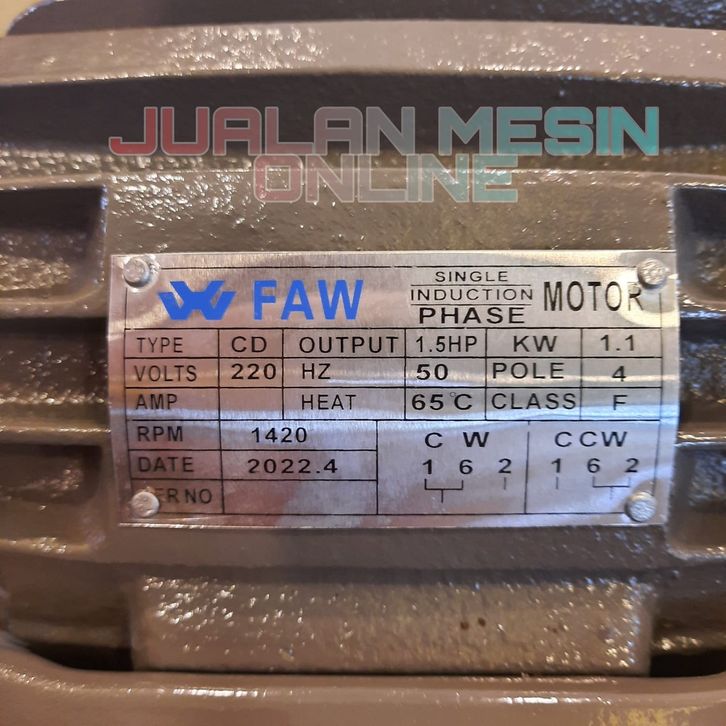 JUALAN MESIN
ONLINE
FAW SINGLE INDUCTION PHASE MOTOR
TYPE CD OUTPUT 1.5HP KW 1.1
VOLTS 220 HZ 50 POLE 4
AMP HEAT 65°C CLASS F
RPM 1420 C W CCW
DATE 2022.4 1 6 2 1 6 2
SER NO